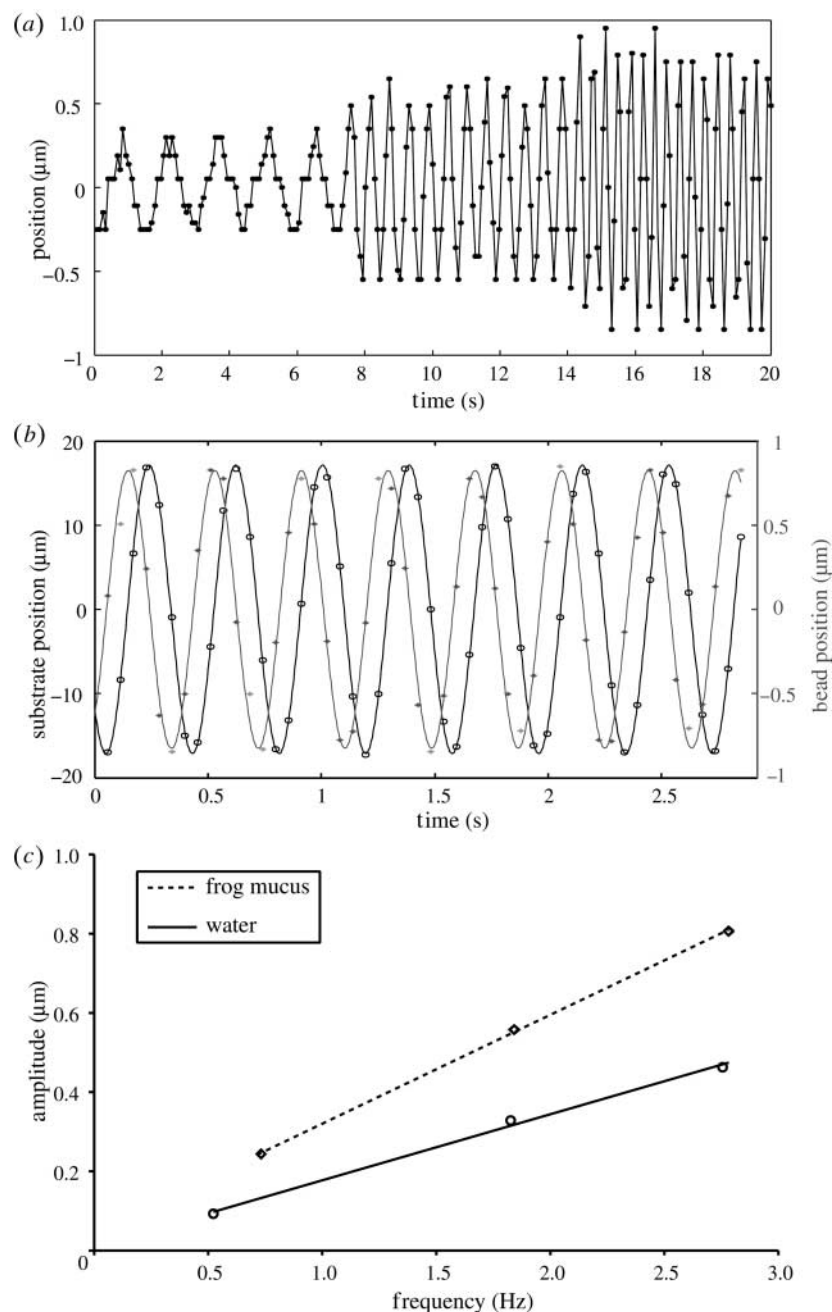 (a)
1.0
0.5
0
−0.5
−1
position (μm)
0 2 4 6 8 10 12 14 16 18 20
time (s)
(b)
20
10
0
−10
−20
substrate position (μm)
1
0.5
0
−0.5
−1
bead position (μm)
0 0.5 1 1.5 2 2.5
time (s)
(c)
1.0
0.8
0.6
0.4
0.2
0
amplitude (μm)
frog mucus
water
0.5 1.0 1.5 2.0 2.5 3.0
frequency (Hz)